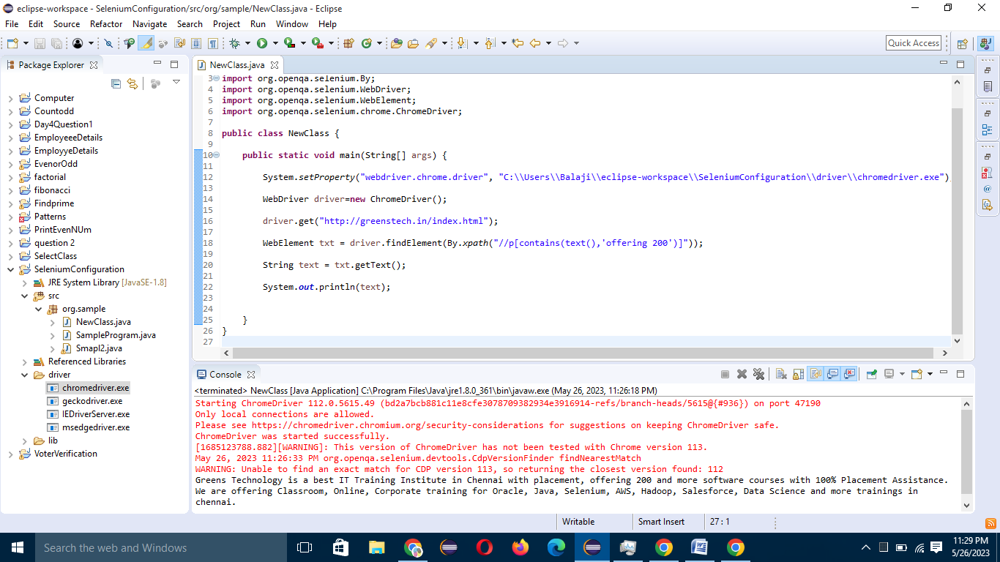 eclipse-workspace - SeleniumConfiguration/src/org/sample/NewClass.java - Eclipse
File Edit Source Refactor Navigate Search Project Run Window Help
Quick Access
Package Explorer
Computer
Countodd
Day4Question1
EmployeeeDetails
EmployyeDetails
EvenorOdd
factorial
fibonacci
Findprime
Patterns
PrintEvenNUm
question 2
SelectClass
SeleniumConfiguration
JRE System Library [JavaSE-1.8]
src
org.sample
NewClass.java
SampleProgram.java
Smapl2.java
Referenced Libraries
driver
chromedriver.exe
geckodriver.exe
IEDriverServer.exe
msedgedriver.exe
lib
VoterVerification
NewClass.java
3 import org.openqa.selenium.By;
4 import org.openqa.selenium.WebDriver;
5 import org.openqa.selenium.WebElement;
6 import org.openqa.selenium.chrome.ChromeDriver;
7
8 public class NewClass {
9
10 public static void main(String[] args) {
11
12 System.setProperty("webdriver.chrome.driver", "C:\\Users\\Balaji\\eclipse-workspace\\SeleniumConfiguration\\driver\\chromedriver.exe")
13
14 WebDriver driver=new ChromeDriver();
15
16 driver.get("http://greenstech.in/index.html");
17
18 WebElement txt = driver.findElement(By.xpath("//p[contains(text(),'offering 200')]"));
19
20 String text = txt.getText();
21
22 System.out.println(text);
23
24
25 }
26 }
27
Console
<terminated> NewClass [Java Application] C:\Program Files\Java\jre1.8.0_361\bin\javaw.exe (May 26, 2023, 11:26:18 PM)
Starting ChromeDriver 112.0.5615.49 (bd2a7bcb881c11e8cfe3078709382934e3916914-refs/branch-heads/5615@{#936}) on port 47190
Only local connections are allowed.
Please see https://chromedriver.chromium.org/security-considerations for suggestions on keeping ChromeDriver safe.
ChromeDriver was started successfully.
[1685123788.882][WARNING]: This version of ChromeDriver has not been tested with Chrome version 113.
May 26, 2023 11:26:33 PM org.openqa.selenium.devtools.CdpVersionFinder findNearestMatch
WARNING: Unable to find an exact match for CDP version 113, so returning the closest version found: 112
Greens Technology is a best IT Training Institute in Chennai with placement, offering 200 and more software courses with 100% Placement Assistance.
We are offering Classroom, Online, Corporate training for Oracle, Java, Selenium, AWS, Hadoop, Salesforce, Data Science and more trainings in
chennai.
Writable Smart Insert 27 : 1
Search the web and Windows
11:29 PM
5/26/2023